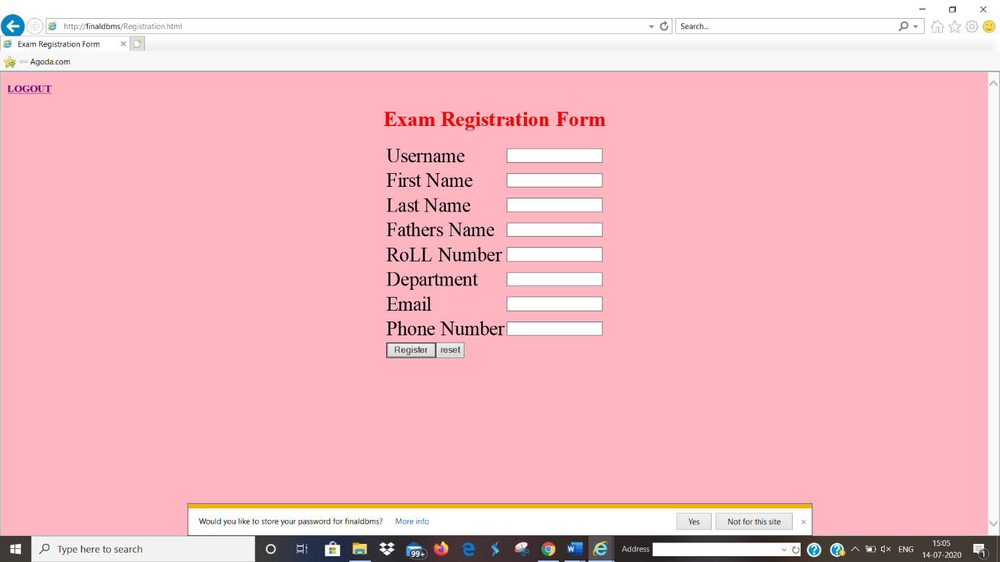 http://finaldbms/Registration.html
Search...
Exam Registration Form
Agoda.com
LOGOUT
Exam Registration Form
Username
First Name
Last Name
Fathers Name
RoLL Number
Department
Email
Phone Number
Register reset
Would you like to store your password for finaldbms? More info Yes Not for this site
Type here to search 99+ Address ENG 15:05
14-07-2020 1